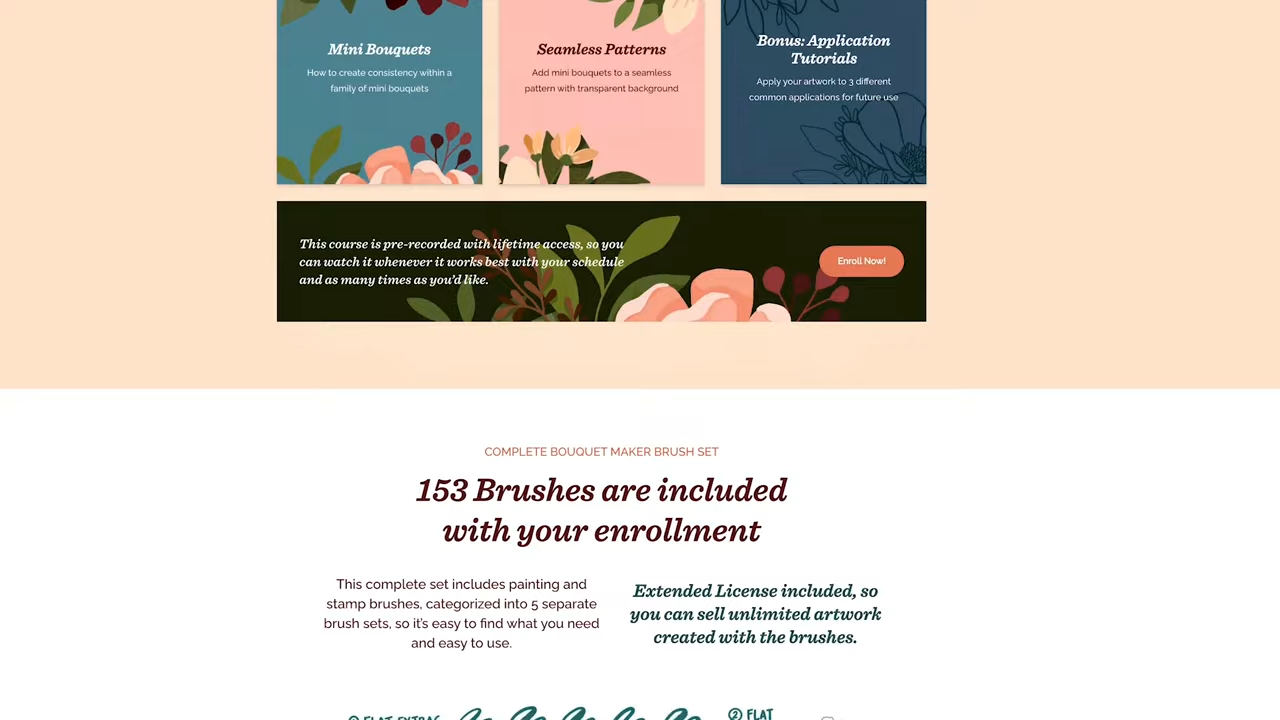 Mini Bouquets
How to create consistency within a
family of mini bouquets
Seamless Patterns
Add mini bouquets to a seamless
pattern with transparent background
Bonus: Application
Tutorials
Apply your artwork to 3 different
common applications for future use
This course is pre-recorded with lifetime access, so you
can watch it whenever it works best with your schedule
and as many times as you'd like.
Enroll Now!
COMPLETE BOUQUET MAKER BRUSH SET
153 Brushes are included
with your enrollment
This complete set includes painting and
stamp brushes, categorized into 5 separate
brush sets, so it's easy to find what you need
and easy to use.
Extended License included, so
you can sell unlimited artwork
created with the brushes.
① FLAT EXTRAS
② FLAT